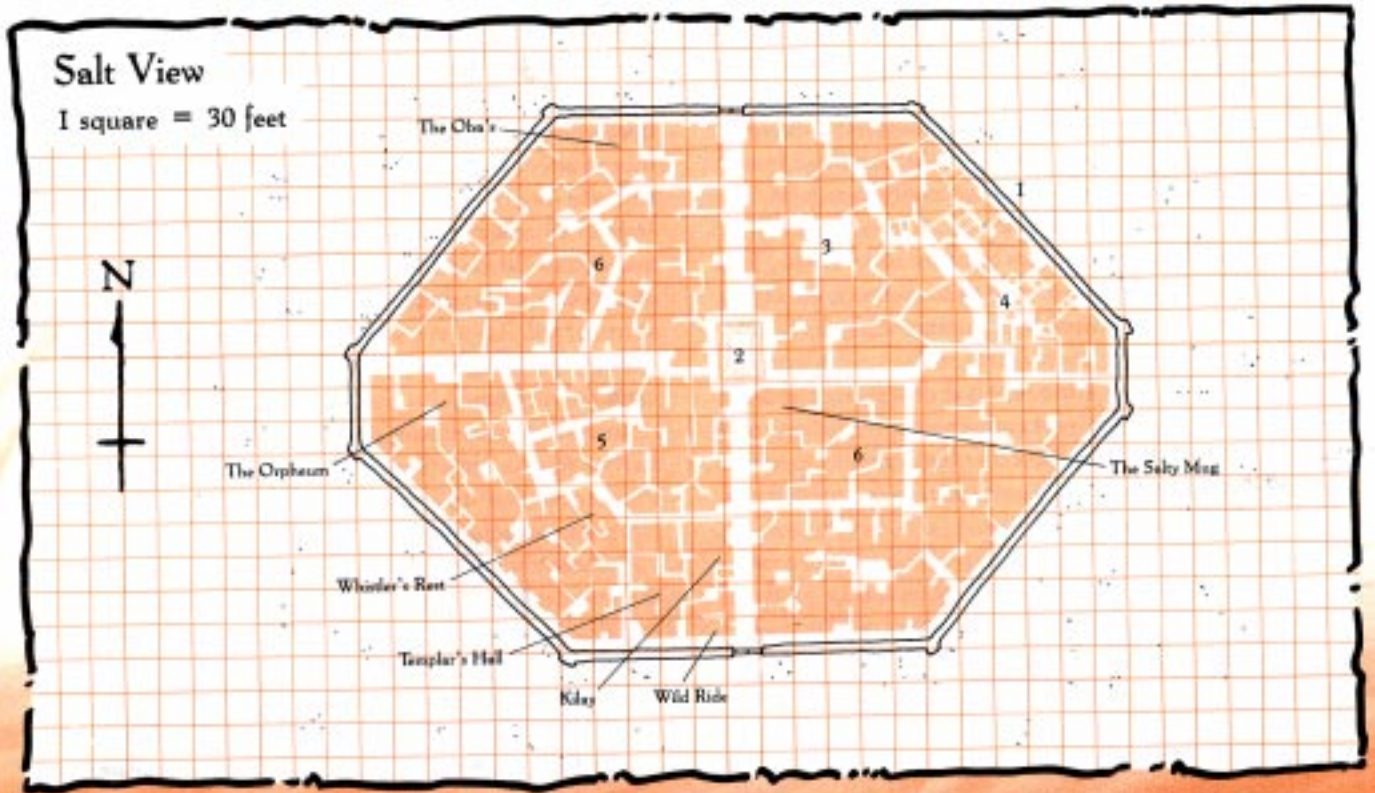 Salt View
1 square = 30 feet
The Oba's
1
N
3
6
4
2
5
6
The Orpheum
The Salty Mug
Whistler's Rest
Templar's Hall
Kilay
Wild Ride